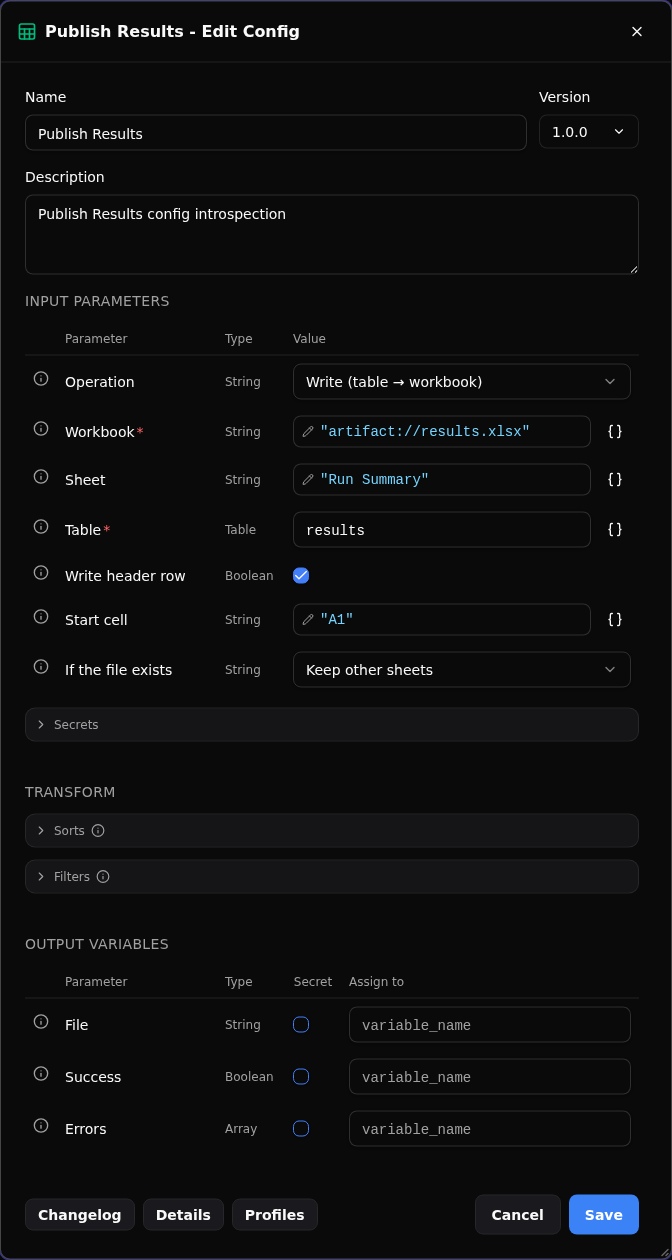 Publish Results - Edit Config
Name
Version
Publish Results
1.0.0
Description
Publish Results config introspection
INPUT PARAMETERS
Parameter Type Value
Operation String Write (table → workbook)
Workbook* String "artifact://results.xlsx" {}
Sheet String "Run Summary" {}
Table* Table results {}
Write header row Boolean
Start cell String "A1" {}
If the file exists String Keep other sheets
Secrets
TRANSFORM
Sorts
Filters
OUTPUT VARIABLES
Parameter Type Secret Assign to
File String variable_name
Success Boolean variable_name
Errors Array variable_name
Changelog Details Profiles Cancel Save